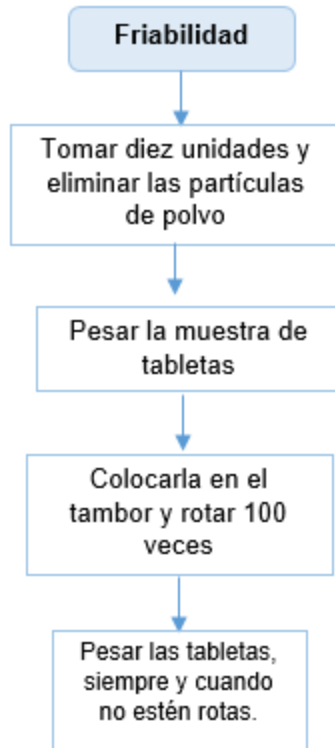 Friabilidad
Tomar diez unidades y
eliminar las partículas
de polvo
Pesar la muestra de
tabletas
Colocarla en el
tambor y rotar 100
veces
Pesar las tabletas,
siempre y cuando
no estén rotas.